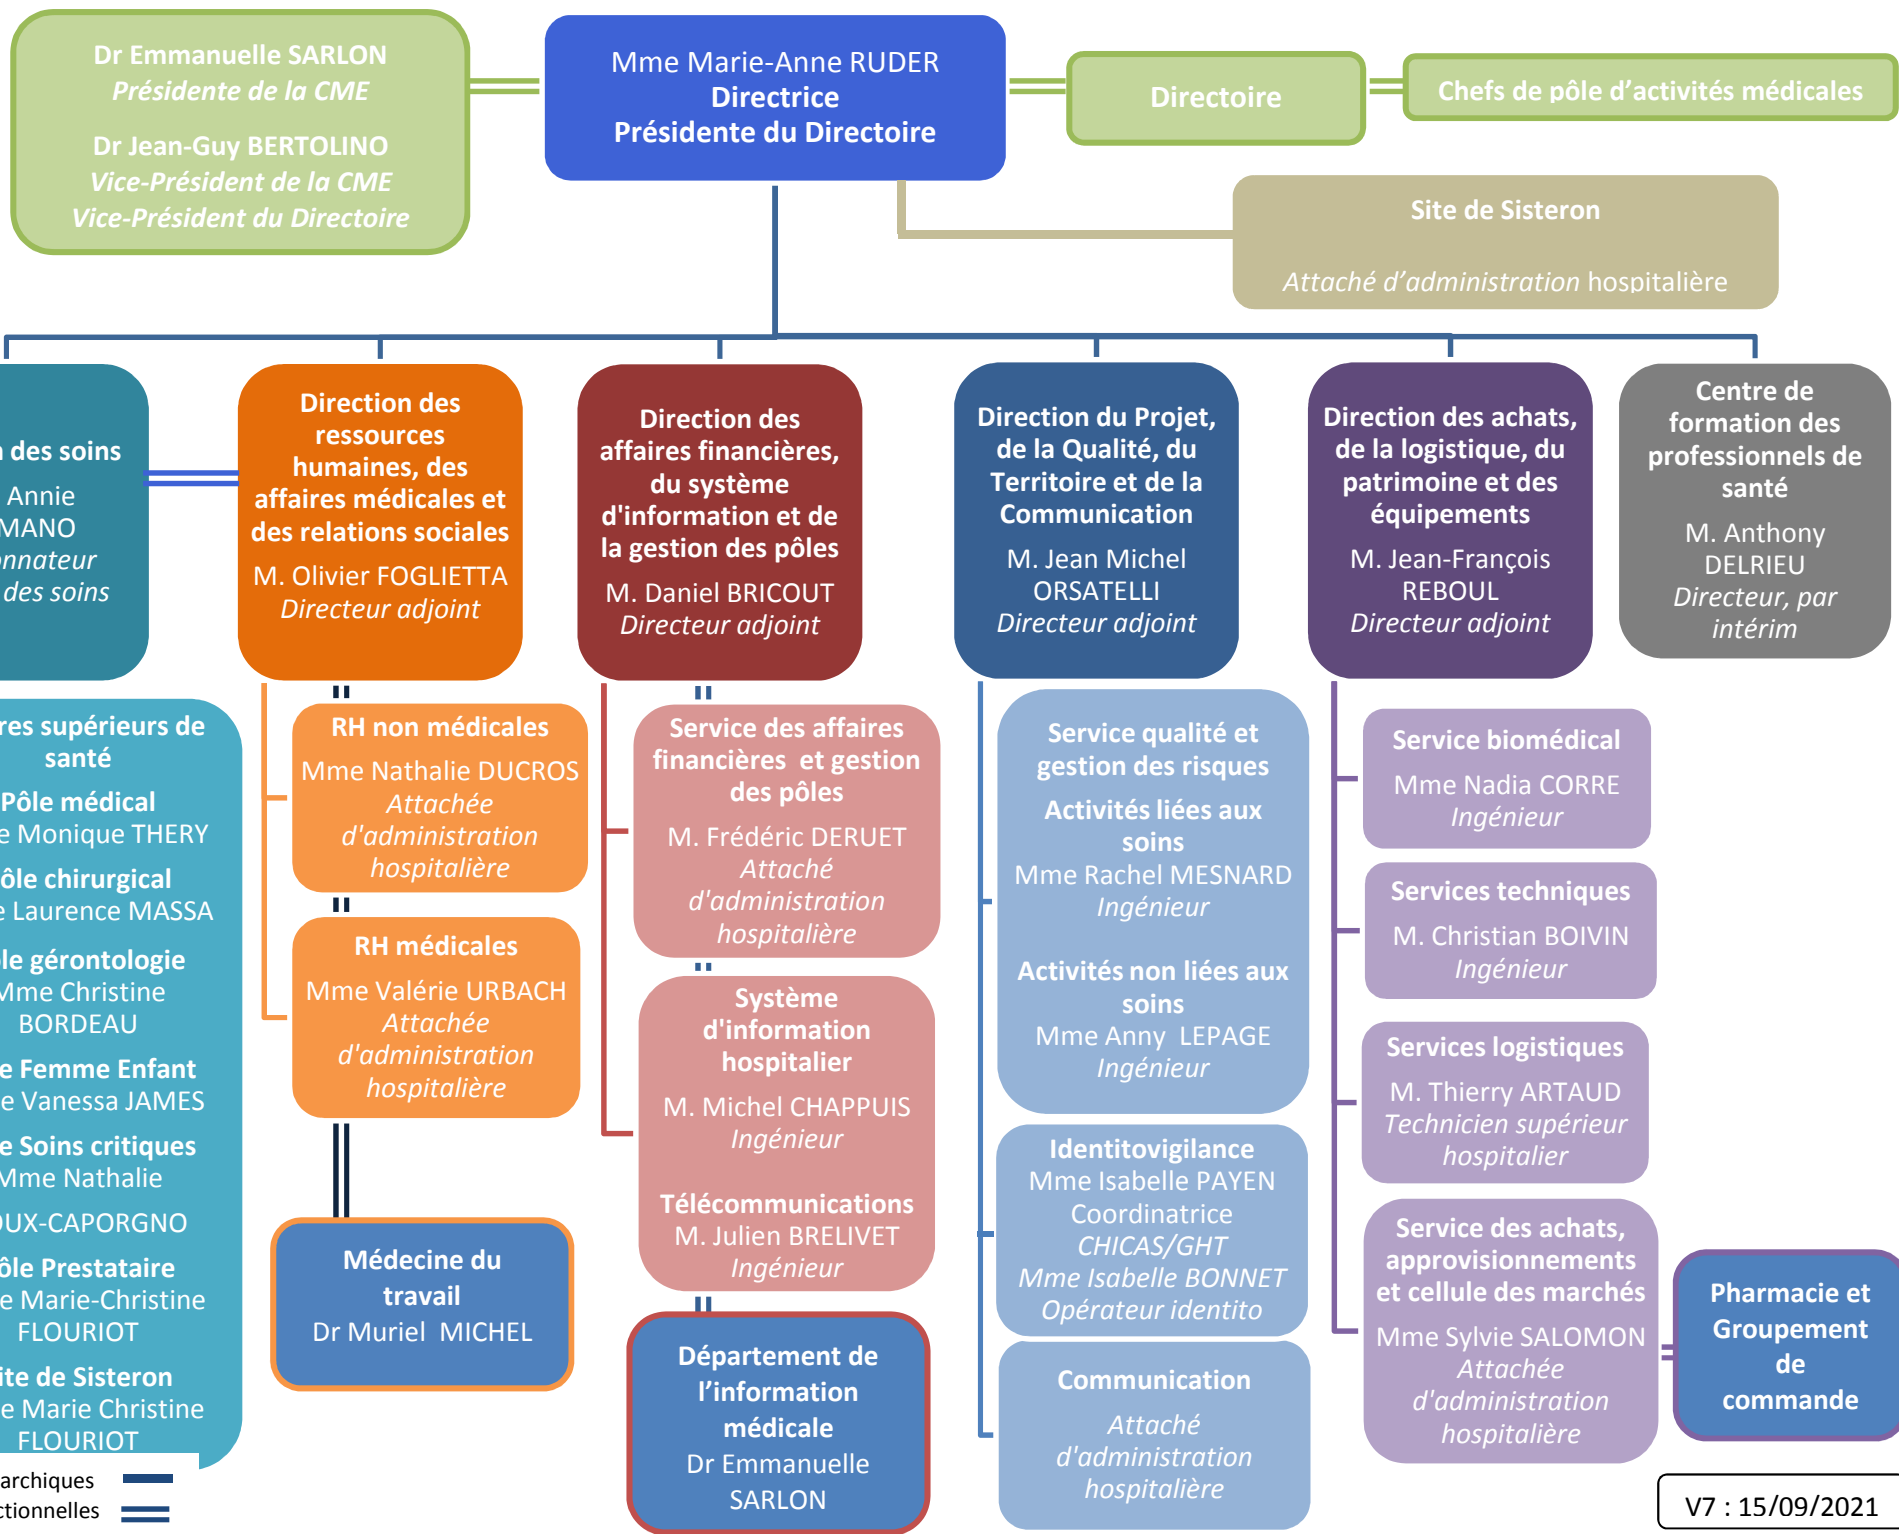 Dr Emmanuelle SARLON
Présidente de la CME
Dr Jean-Guy BERTOLINO
Vice-Président de la CME
Vice-Président du Directoire
Mme Marie-Anne RUDER
Directrice
Présidente du Directoire
Directoire
Chefs de pôle d’activités médicales
Site de Sisteron
Attaché d’administration hospitalière
des soins
Annie
MANO
onnateur
des soins
Direction des
ressources
humaines, des
affaires médicales et
des relations sociales
M. Olivier FOGLIETTA
Directeur adjoint
Direction des
affaires financières,
du système
d'information et de
la gestion des pôles
M. Daniel BRICOUT
Directeur adjoint
Direction du Projet,
de la Qualité, du
Territoire et de la
Communication
M. Jean Michel
ORSATELLI
Directeur adjoint
Direction des achats,
de la logistique, du
patrimoine et des
équipements
M. Jean-François
REBOUL
Directeur adjoint
Centre de
formation des
professionnels de
santé
M. Anthony
DELRIEU
Directeur, par
intérim
res supérieurs de
santé
Pôle médical
e Monique THERY
ôle chirurgical
e Laurence MASSA
le gérontologie
Mme Christine
BORDEAU
e Femme Enfant
e Vanessa JAMES
e Soins critiques
Mme Nathalie
OUX-CAPORGNO
ôle Prestataire
e Marie-Christine
FLOURIOT
ite de Sisteron
e Marie Christine
FLOURIOT
RH non médicales
Mme Nathalie DUCROS
Attachée
d'administration
hospitalière
RH médicales
Mme Valérie URBACH
Attachée
d'administration
hospitalière
Médecine du
travail
Dr Muriel MICHEL
Service des affaires
financières et gestion
des pôles
M. Frédéric DERUET
Attaché
d'administration
hospitalière
Système
d'information
hospitalier
M. Michel CHAPPUIS
Ingénieur
Télécommunications
M. Julien BRELIVET
Ingénieur
Département de
l’information
médicale
Dr Emmanuelle
SARLON
Service qualité et
gestion des risques
Activités liées aux
soins
Mme Rachel MESNARD
Ingénieur
Activités non liées aux
soins
Mme Anny LEPAGE
Ingénieur
Identitovigilance
Mme Isabelle PAYEN
Coordinatrice
CHICAS/GHT
Mme Isabelle BONNET
Opérateur identito
Communication
Attaché
d'administration
hospitalière
Service biomédical
Mme Nadia CORRE
Ingénieur
Services techniques
M. Christian BOIVIN
Ingénieur
Services logistiques
M. Thierry ARTAUD
Technicien supérieur
hospitalier
Service des achats,
approvisionnements
et cellule des marchés
Mme Sylvie SALOMON
Attachée
d'administration
hospitalière
Pharmacie et
Groupement
de
commande
archiques
ctionnelles
V7 : 15/09/2021